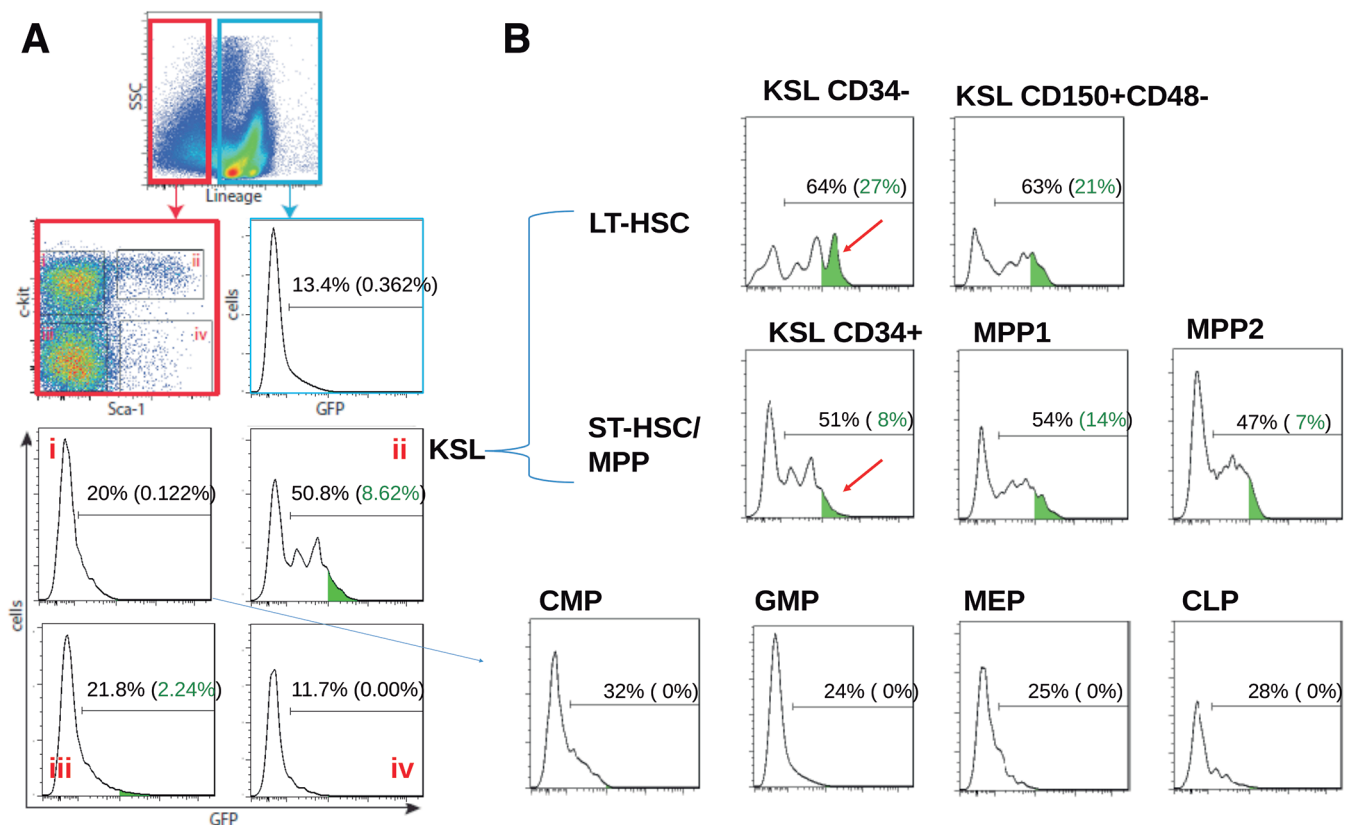 A
B
SSC
Lineage
KSL CD34-
KSL CD150+CD48-
64% (27%)
63% (21%)
LT-HSC
c-kit
ii
iii
iv
Sca-1
cells
13.4% (0.362%)
GFP
KSL CD34+
MPP1
MPP2
51% ( 8%)
54% (14%)
47% ( 7%)
ST-HSC/
MPP
KSL
i
20% (0.122%)
ii
50.8% (8.62%)
cells
21.8% (2.24%)
iii
11.7% (0.00%)
iv
GFP
CMP
GMP
MEP
CLP
32% ( 0%)
24% ( 0%)
25% ( 0%)
28% ( 0%)